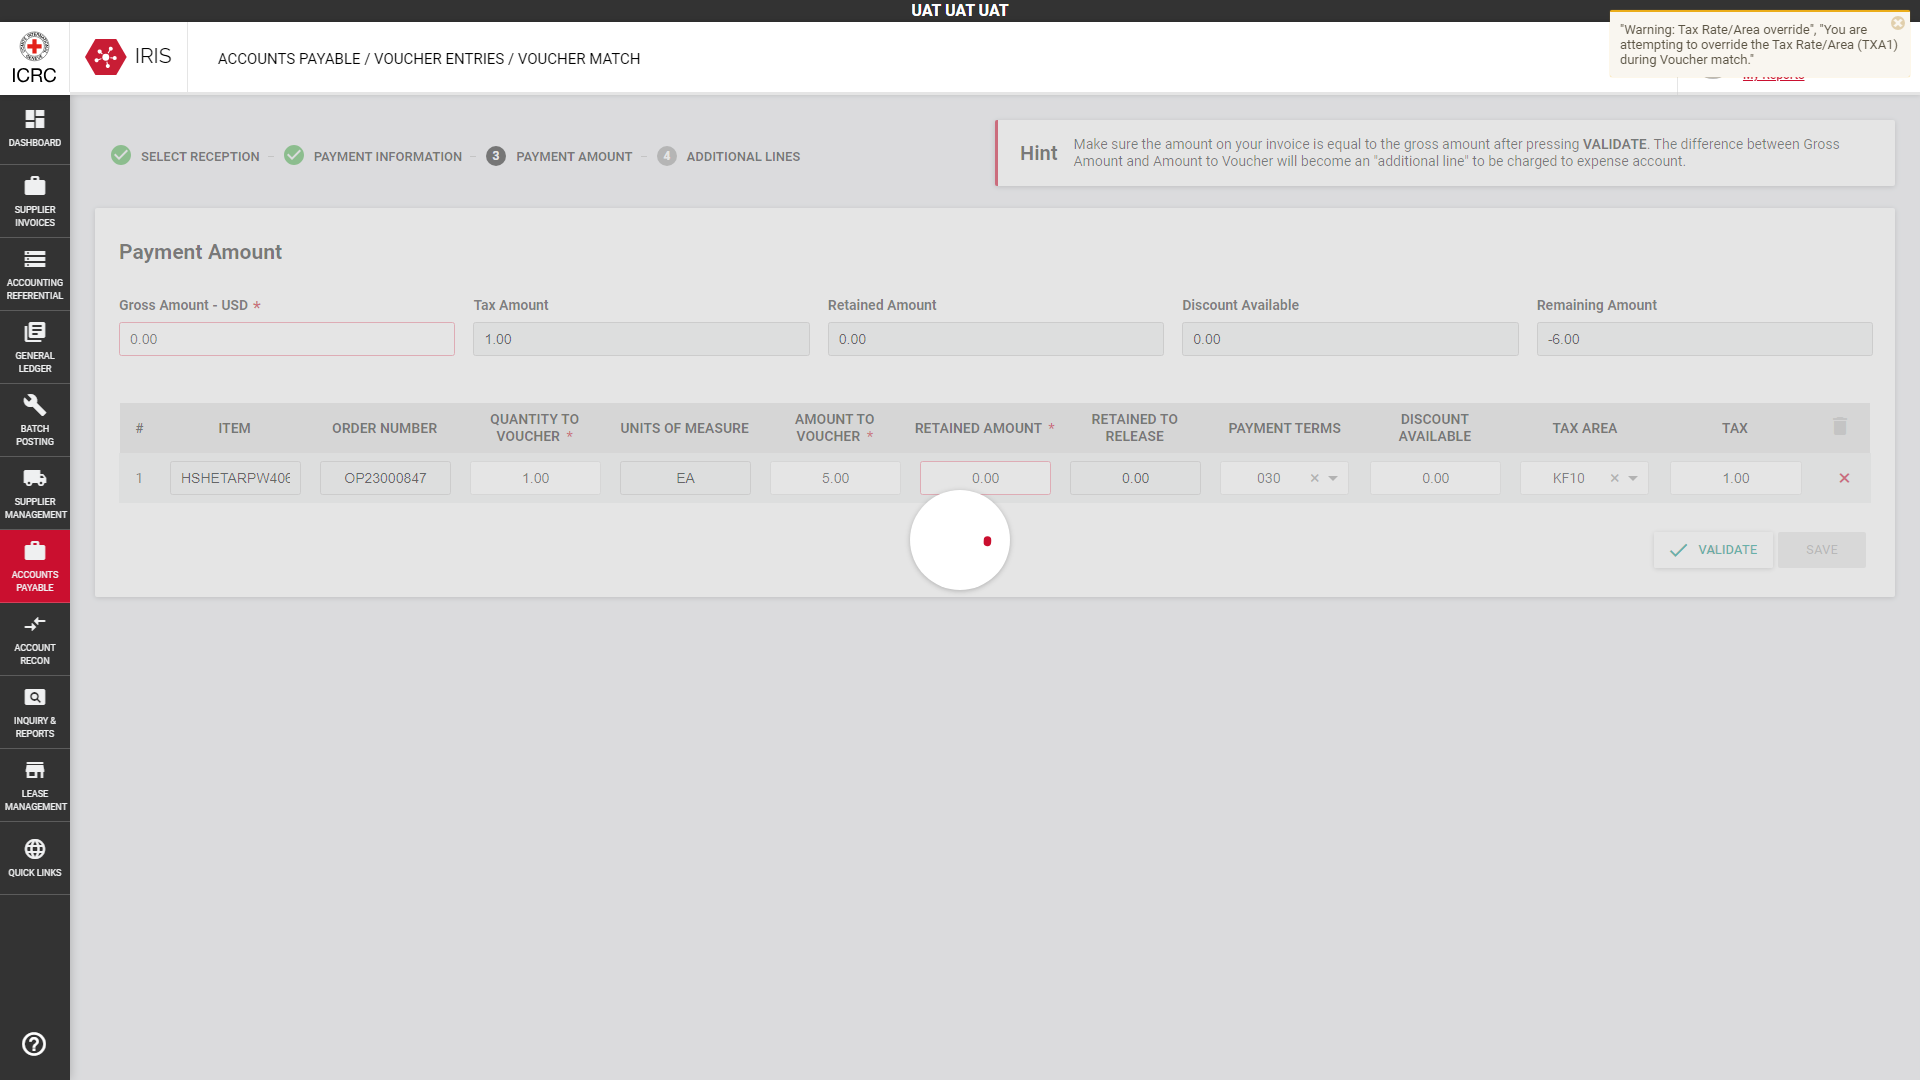 UAT UAT UAT
ICRC
IRIS
ACCOUNTS PAYABLE / VOUCHER ENTRIES / VOUCHER MATCH
"Warning: Tax Rate/Area override", "You are
attempting to override the Tax Rate/Area (TXA1)
during Voucher match."
My Reports
DASHBOARD
SUPPLIER
INVOICES
ACCOUNTING
REFERENTIAL
GENERAL
LEDGER
BATCH
POSTING
SUPPLIER
MANAGEMENT
ACCOUNTS
PAYABLE
ACCOUNT
RECON
INQUIRY &
REPORTS
LEASE
MANAGEMENT
QUICK LINKS
SELECT RECEPTION
PAYMENT INFORMATION
3 PAYMENT AMOUNT
4 ADDITIONAL LINES
Hint
Make sure the amount on your invoice is equal to the gross amount after pressing VALIDATE. The difference between Gross
Amount and Amount to Voucher will become an "additional line" to be charged to expense account.
Payment Amount
Gross Amount - USD * Tax Amount Retained Amount Discount Available Remaining Amount
0.00 1.00 0.00 0.00 -6.00
# ITEM ORDER NUMBER QUANTITY TO VOUCHER * UNITS OF MEASURE AMOUNT TO VOUCHER * RETAINED AMOUNT * RETAINED TO RELEASE PAYMENT TERMS DISCOUNT AVAILABLE TAX AREA TAX
1 HSHETARPW406 OP23000847 1.00 EA 5.00 0.00 0.00 030 0.00 KF10 1.00
VALIDATE SAVE